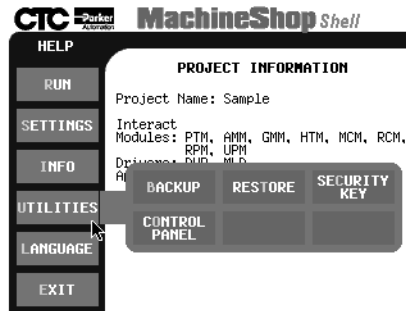 CTC Parker Automation MachineShop Shell
HELP
RUN
SETTINGS
INFO
UTILITIES
LANGUAGE
EXIT
PROJECT INFORMATION
Project Name: Sample
Interact
Modules: PTM, AMM, GMM, HTM, MCM, RCM,
RPM, UPM
BACKUP
RESTORE
SECURITY
KEY
CONTROL
PANEL